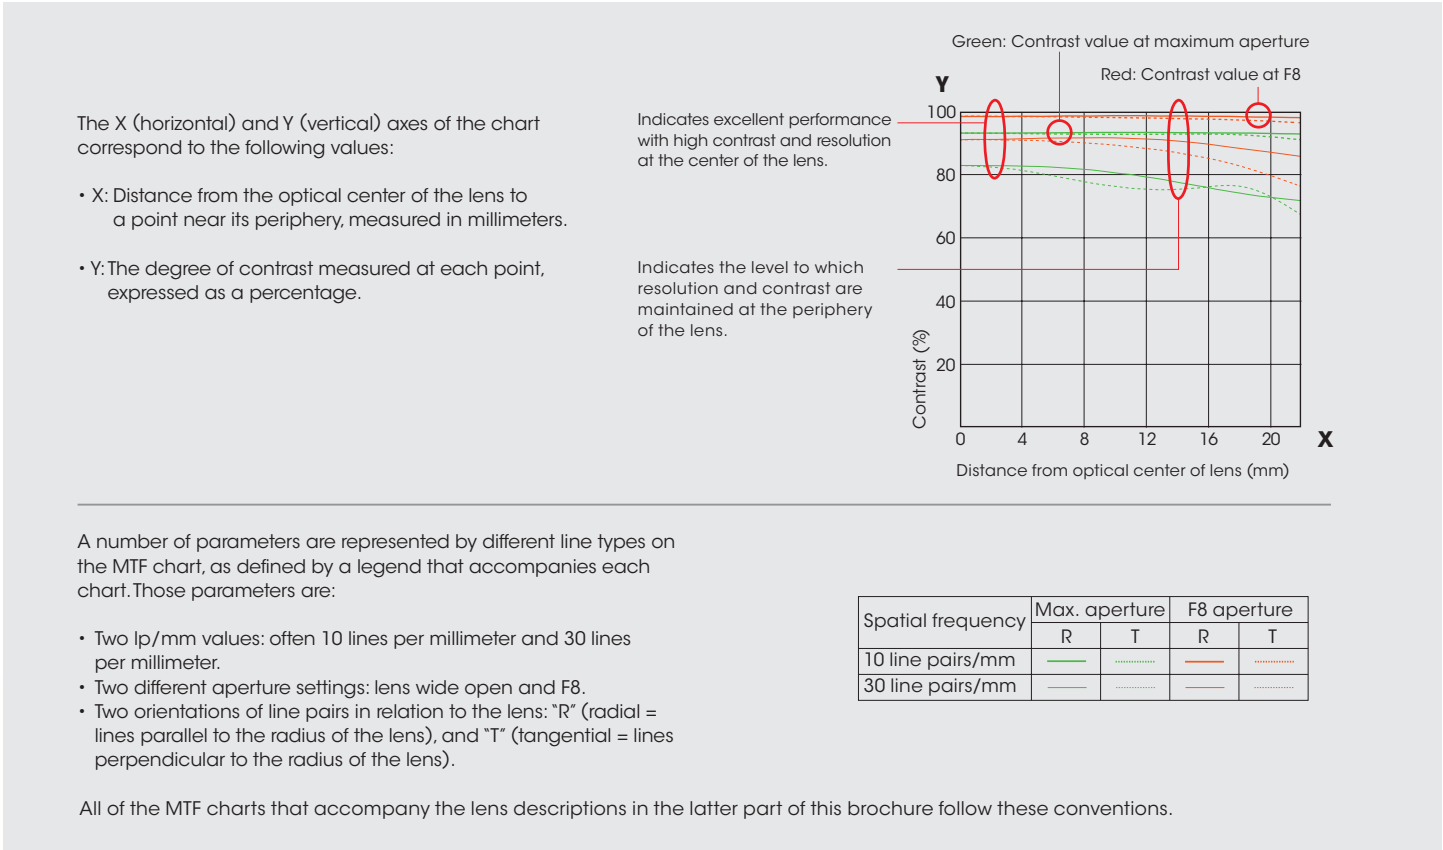 Green: Contrast value at maximum aperture
Red: Contrast value at F8
Y
The X (horizontal) and Y (vertical) axes of the chart
correspond to the following values:
• X: Distance from the optical center of the lens to
a point near its periphery, measured in millimeters.
• Y: The degree of contrast measured at each point,
expressed as a percentage.
Indicates excellent performance
with high contrast and resolution
at the center of the lens.
Indicates the level to which
resolution and contrast are
maintained at the periphery
of the lens.
100
80
60
40
20
Contrast (%)
0 4 8 12 16 20
X
Distance from optical center of lens (mm)
A number of parameters are represented by different line types on
the MTF chart, as defined by a legend that accompanies each
chart. Those parameters are:
• Two lp/mm values: often 10 lines per millimeter and 30 lines
per millimeter.
• Two different aperture settings: lens wide open and F8.
• Two orientations of line pairs in relation to the lens: “R” (radial =
lines parallel to the radius of the lens), and “T” (tangential = lines
perpendicular to the radius of the lens).
Spatial frequency Max. aperture F8 aperture
R T R T
10 line pairs/mm
30 line pairs/mm
All of the MTF charts that accompany the lens descriptions in the latter part of this brochure follow these conventions.